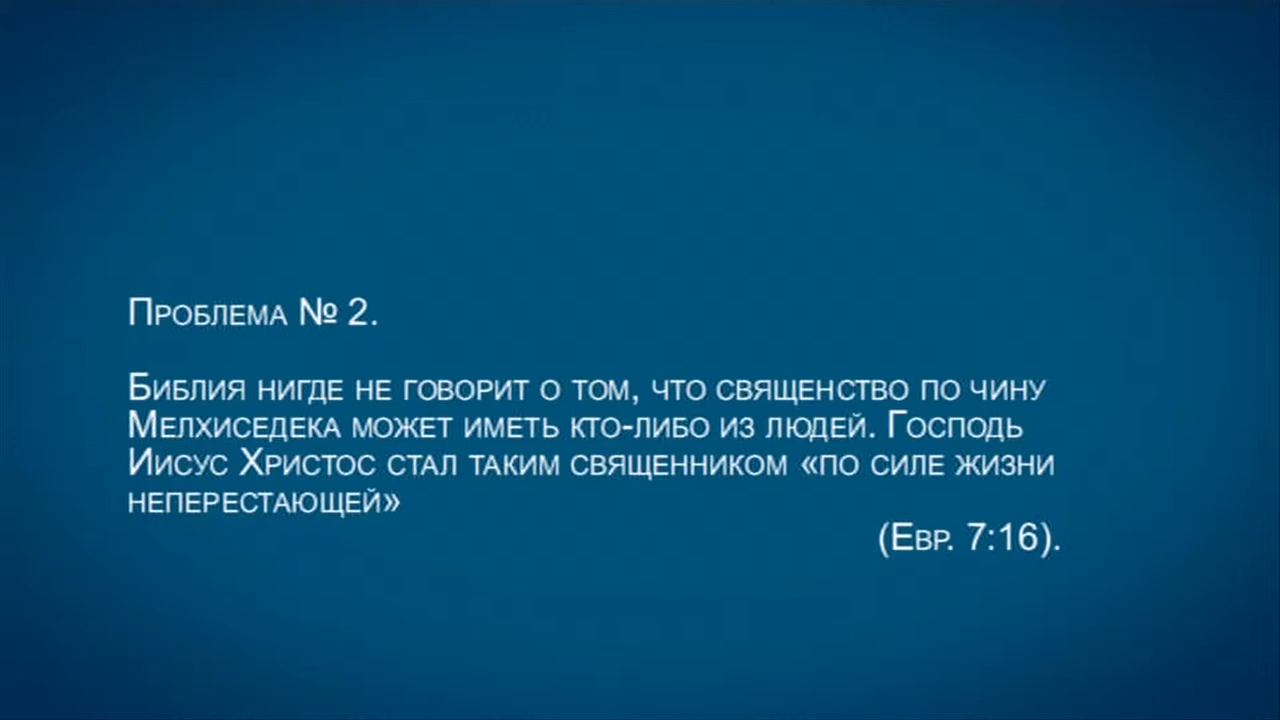 Проблема № 2.
Библия нигде не говорит о том, что священство по чину
Мелхиседека может иметь кто-либо из людей. Господь
Иисус Христос стал таким священником «по силе жизни
неперестающей»
(Евр. 7:16).